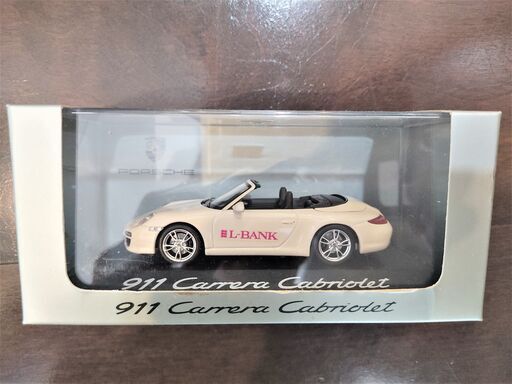 PORSCHE
L-BANK
911 Carrera Cabriolet
911 Carrera Cabriolet